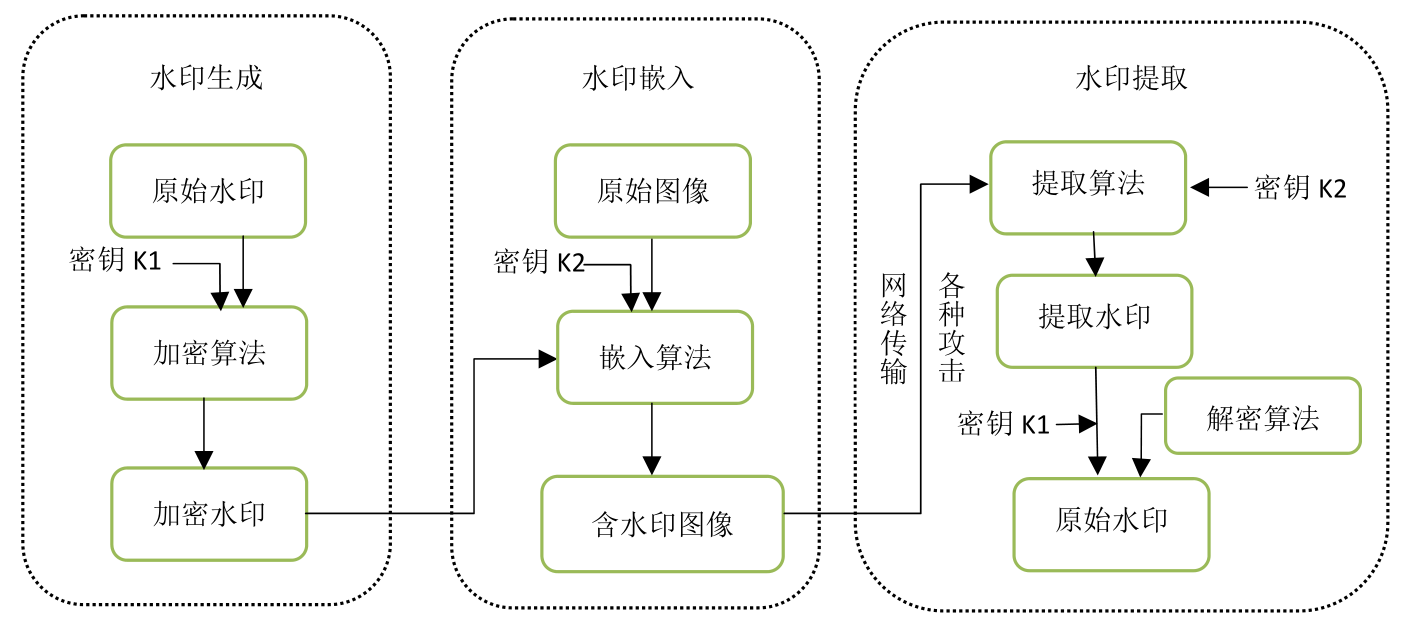 水印生成
原始水印
密钥 K1
加密算法
加密水印
水印嵌入
原始图像
密钥 K2
嵌入算法
含水印图像
网络传输
各种攻击
水印提取
提取算法
密钥 K2
提取水印
密钥 K1
解密算法
原始水印